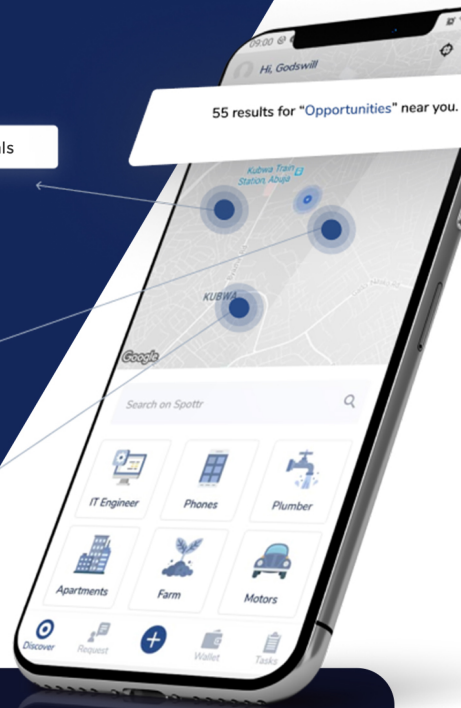 09:00
Hi, Godswill
55 results for “Opportunities” near you.
ls
Kubwa Train
Station, Abuja
KUBWA
Google
Search on Spottr
IT Engineer
Phones
Plumber
Apartments
Farm
Motors
Discover
Request
Wallet
Tasks